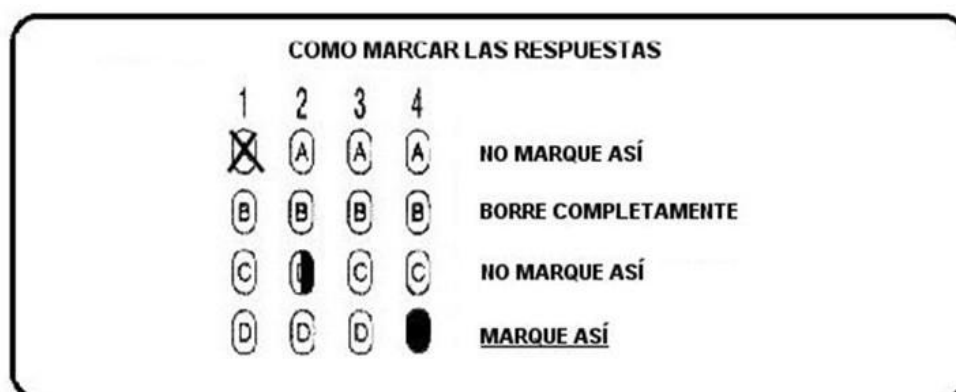 COMO MARCAR LAS RESPUESTAS
1 2 3 4
A A A NO MARQUE ASÍ
B B B B BORRE COMPLETAMENTE
C C C NO MARQUE ASÍ
D D D MARQUE ASÍ